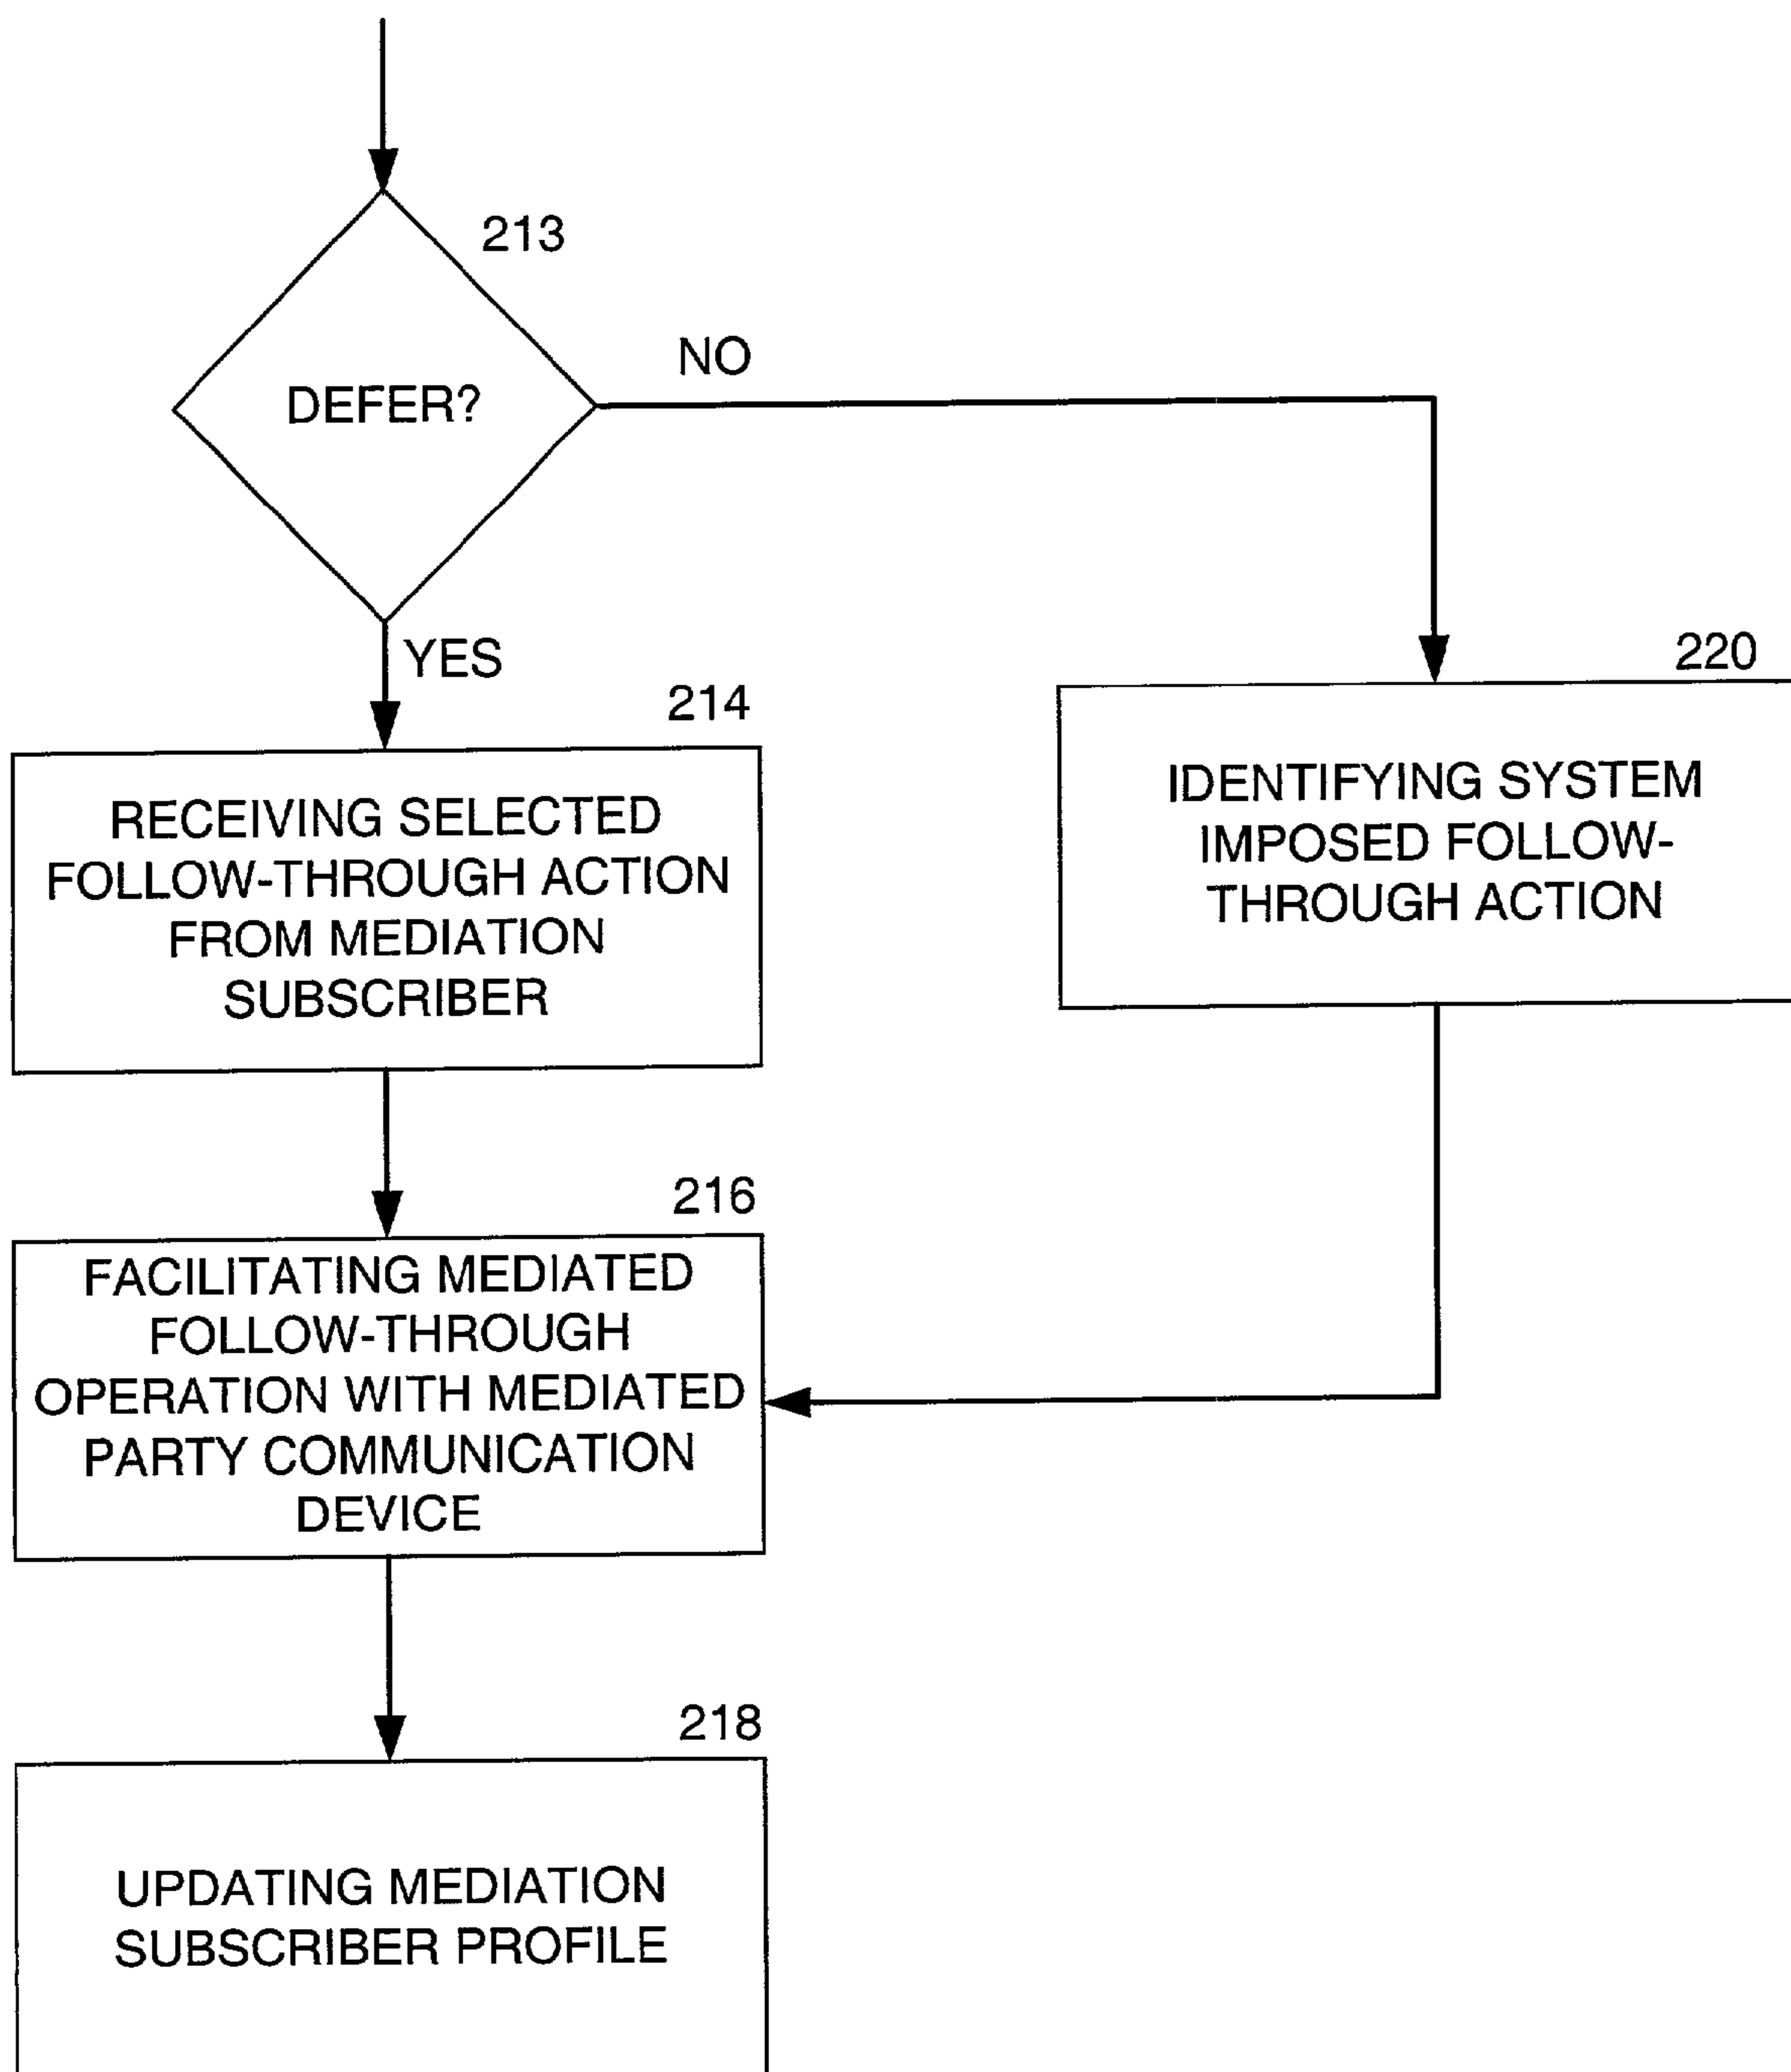 213
DEFER?
NO
YES
214
RECEIVING SELECTED
FOLLOW-THROUGH ACTION
FROM MEDIATION
SUBSCRIBER
220
IDENTIFYING SYSTEM
IMPOSED FOLLOW-
THROUGH ACTION
216
FACILITATING MEDIATED
FOLLOW-THROUGH
OPERATION WITH MEDIATED
PARTY COMMUNICATION
DEVICE
218
UPDATING MEDIATION
SUBSCRIBER PROFILE